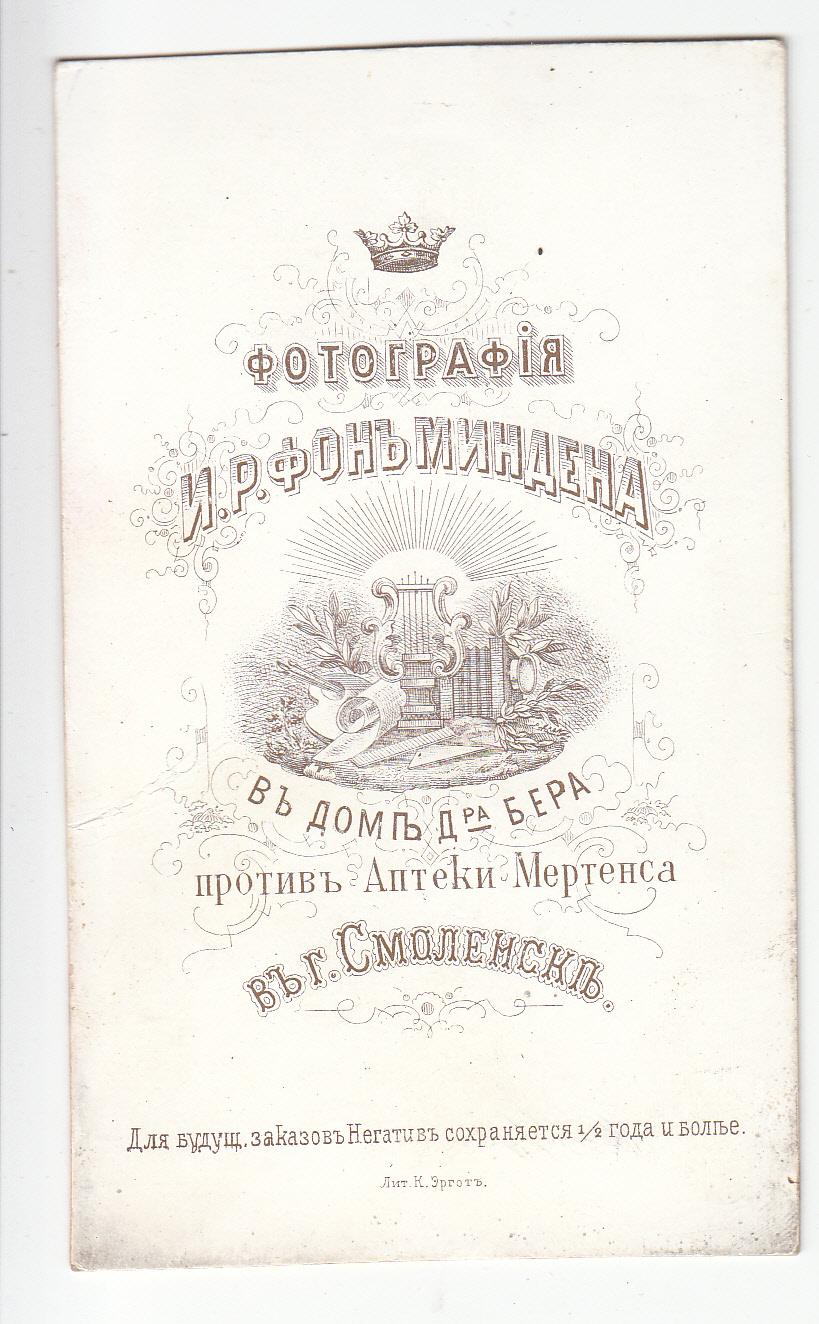 ФОТОГРАФІЯ
И.Р.ФОНЪ МИНДЕНА
ВЪ ДОМѢ ДРА БЕРА
противъ Аптеки Мертенса
въ г. Смоленскѣ.
Для будущ. заказовъ Негативъ сохраняется 1/2 года и болѣе.
Лит. К. Эрготъ.